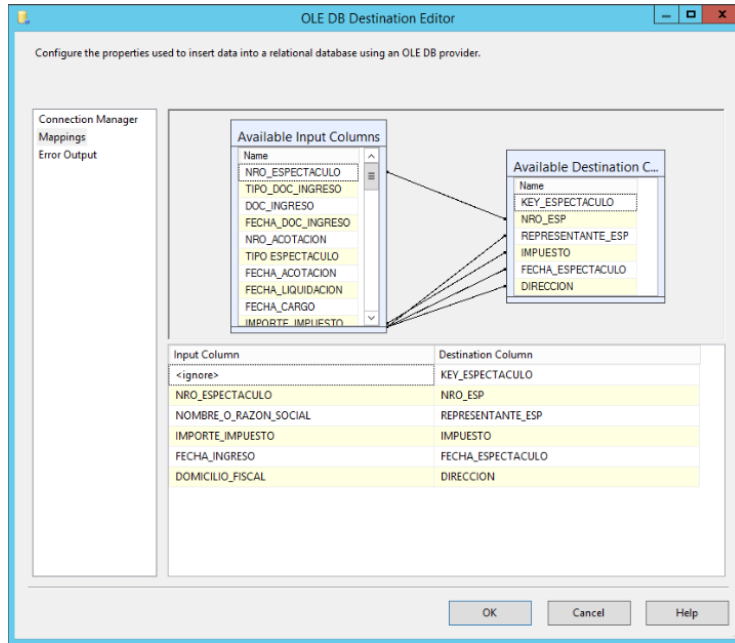 OLE DB Destination Editor
Configure the properties used to insert data into a relational database using an OLE DB provider.
Connection Manager
Mappings
Error Output
Available Input Columns
Name
NRO_ESPECTACULO
TIPO_DOC_INGRESO
DOC_INGRESO
FECHA_DOC_INGRESO
NRO_ACOTACION
TIPO ESPECTACULO
FECHA_ACOTACION
FECHA_LIQUIDACION
FECHA_CARGO
IMPORTE_IMPUESTO
Available Destination C...
Name
KEY_ESPECTACULO
NRO_ESP
REPRESENTANTE_ESP
IMPUESTO
FECHA_ESPECTACULO
DIRECCION
Input Column Destination Column
<ignore> KEY_ESPECTACULO
NRO_ESPECTACULO NRO_ESP
NOMBRE_O_RAZON_SOCIAL REPRESENTANTE_ESP
IMPORTE_IMPUESTO IMPUESTO
FECHA_INGRESO FECHA_ESPECTACULO
DOMICILIO_FISCAL DIRECCION
OK Cancel Help